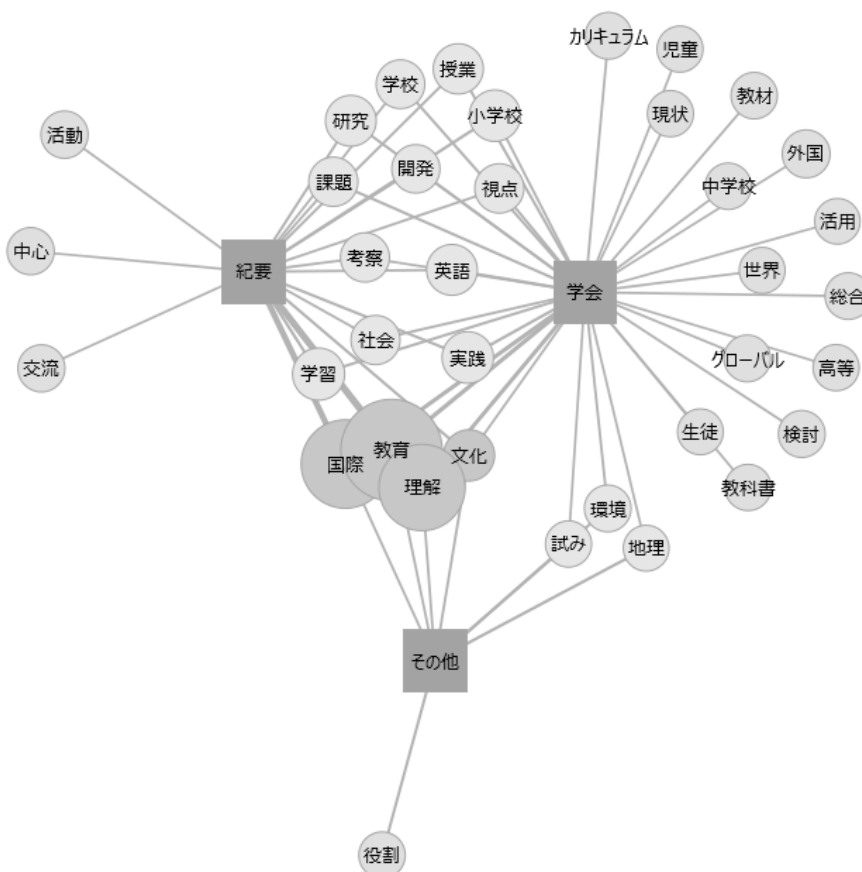 カリキュラム
児童
授業
学校
教材
現状
小学校
研究
活動
外国
開発
課題
中学校
視点
活用
中心
考察
英語
世界
紀要
学会
総合
社会
実践
グローバル
高等
交流
学習
生徒
検討
教育
文化
国際
理解
教科書
環境
試み
地理
その他
役割